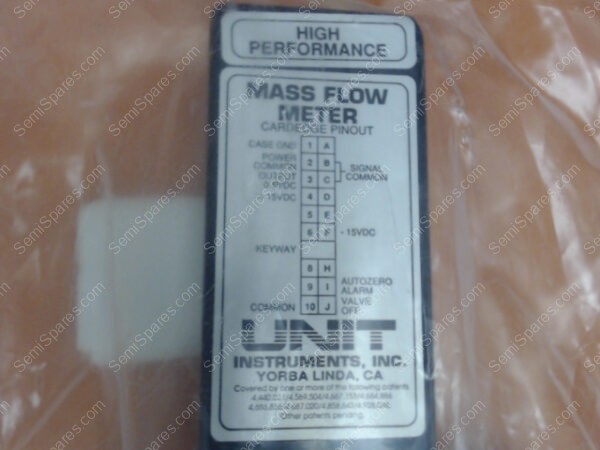 HIGH
PERFORMANCE
MASS FLOW
METER
CARDEDGE PINOUT
CASE GND 1 A
POWER COMMON 2 B
OUTPUT 0-5VDC 3 C
SIGNAL COMMON
15VDC 4 D
5 E
6 F -15VDC
KEYWAY
8 H
9 I AUTOZERO ALARM
COMMON 10 J VALVE OFF
UNIT
INSTRUMENTS, INC.
YORBA LINDA, CA
Covered by one or more of the following patents
Other patents pending.
SemiSpares.com